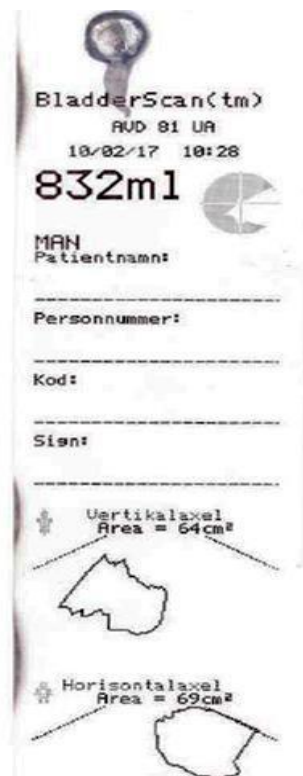 BladderScan(tm)
AVD 81 UA
10/02/17 10:28
832ml
MAN
Patientnamn:
Personnummer:
Kod:
Sign:
Vertikalaxel
Area = 64cm²
Horisontalaxel
Area = 69cm²